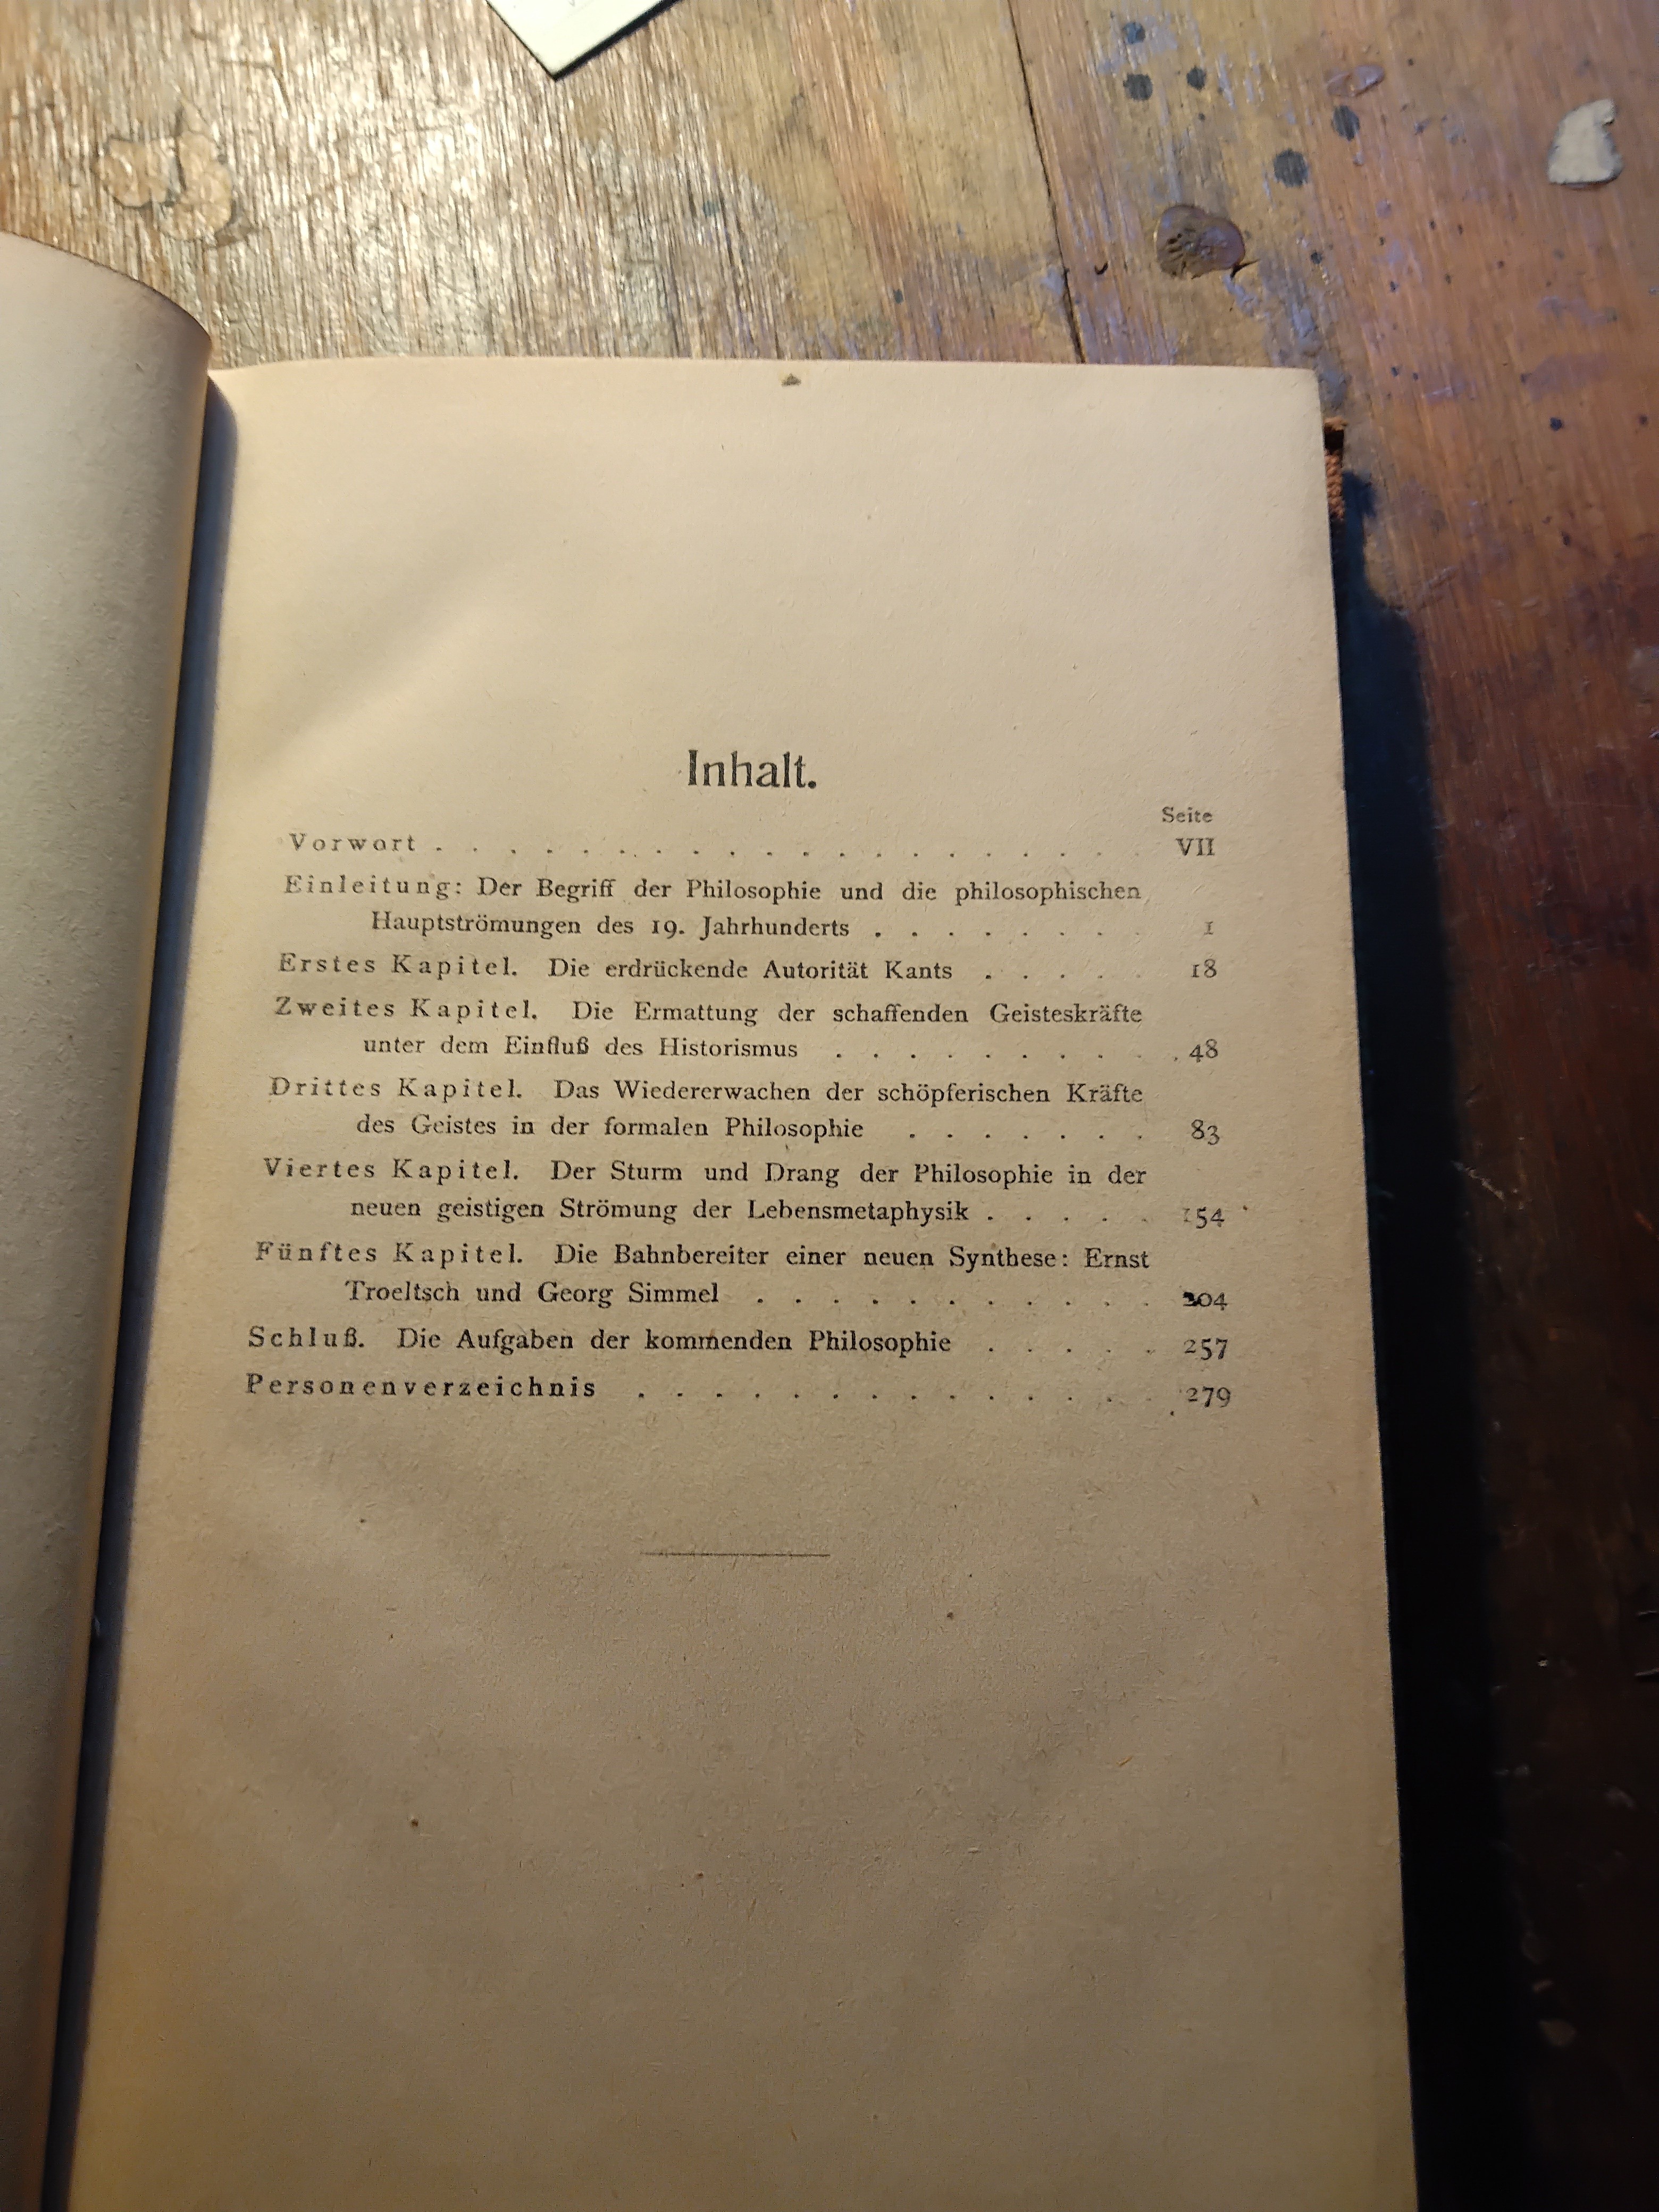 Inhalt.
Seite
Vorwort . . . . . . . . . . . . . . . . . . . . VII
Einleitung: Der Begriff der Philosophie und die philosophischen
Hauptströmungen des 19. Jahrhunderts . . . . . . . . 1
Erstes Kapitel. Die erdrückende Autorität Kants . . . . . 18
Zweites Kapitel. Die Ermattung der schaffenden Geisteskräfte
unter dem Einfluß des Historismus . . . . . . . . . . 48
Drittes Kapitel. Das Wiedererwachen der schöpferischen Kräfte
des Geistes in der formalen Philosophie . . . . . . . 83
Viertes Kapitel. Der Sturm und Drang der Philosophie in der
neuen geistigen Strömung der Lebensmetaphysik . . . . . 154
Fünftes Kapitel. Die Bahnbereiter einer neuen Synthese: Ernst
Troeltsch und Georg Simmel . . . . . . . . . . . 204
Schluß. Die Aufgaben der kommenden Philosophie . . . . . 257
Personenverzeichnis . . . . . . . . . . . . . . 279